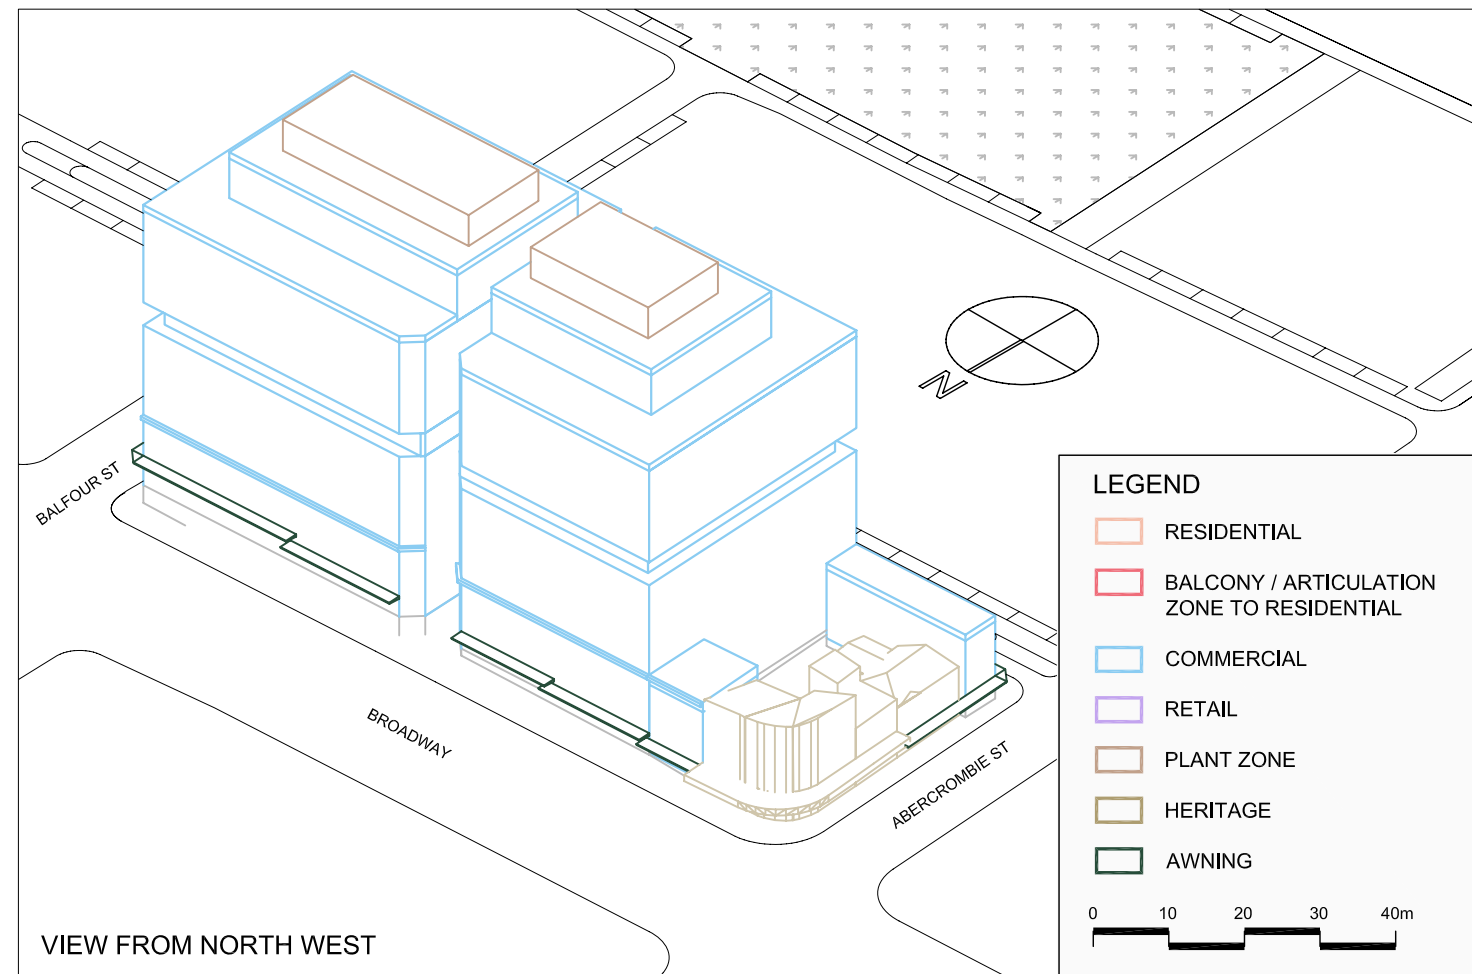 N
BALFOUR ST
BROADWAY
ABERCROMBIE ST
LEGEND
RESIDENTIAL
BALCONY / ARTICULATION
ZONE TO RESIDENTIAL
COMMERCIAL
RETAIL
PLANT ZONE
HERITAGE
AWNING
0 10 20 30 40m
VIEW FROM NORTH WEST